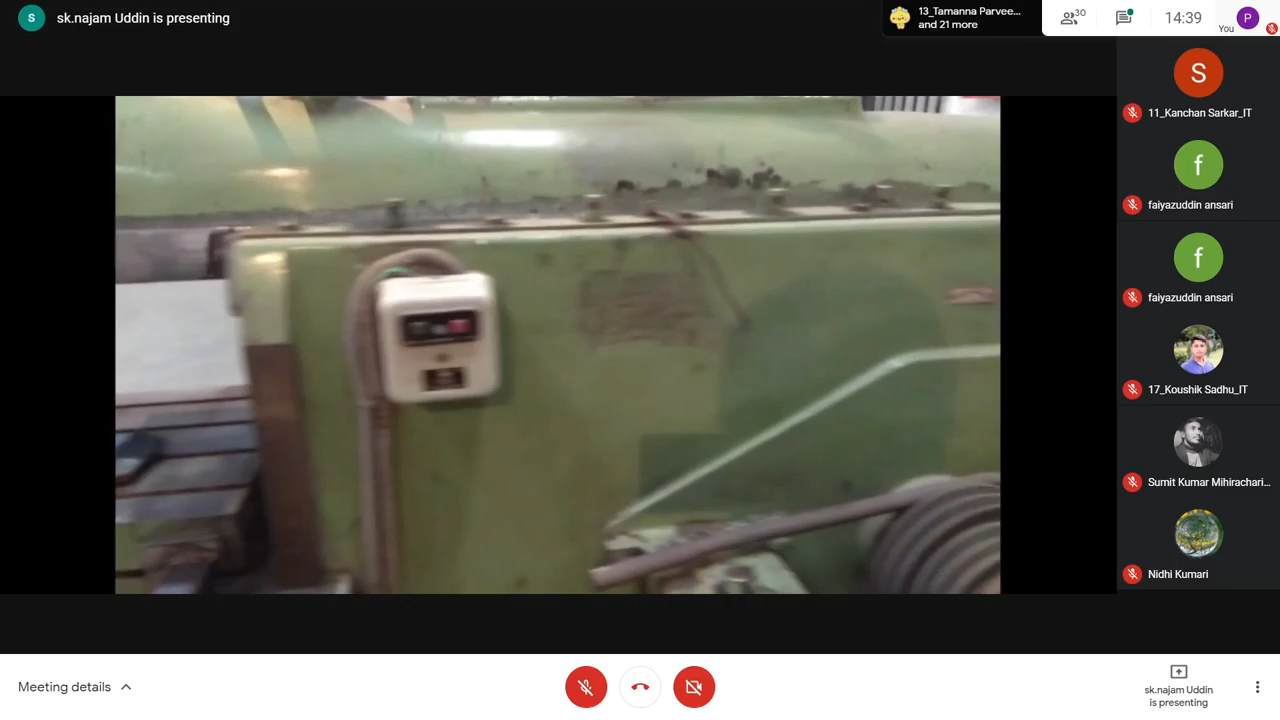 S
sk.najam Uddin is presenting
13_Tamanna Parvee...
and 21 more
30
14:39
You
P
S
11_Kanchan Sarkar_IT
f
faiyazuddin ansari
f
faiyazuddin ansari
17_Koushik Sadhu_IT
Sumit Kumar Mihirachari...
Nidhi Kumari
Meeting details
sk.najam Uddin
is presenting